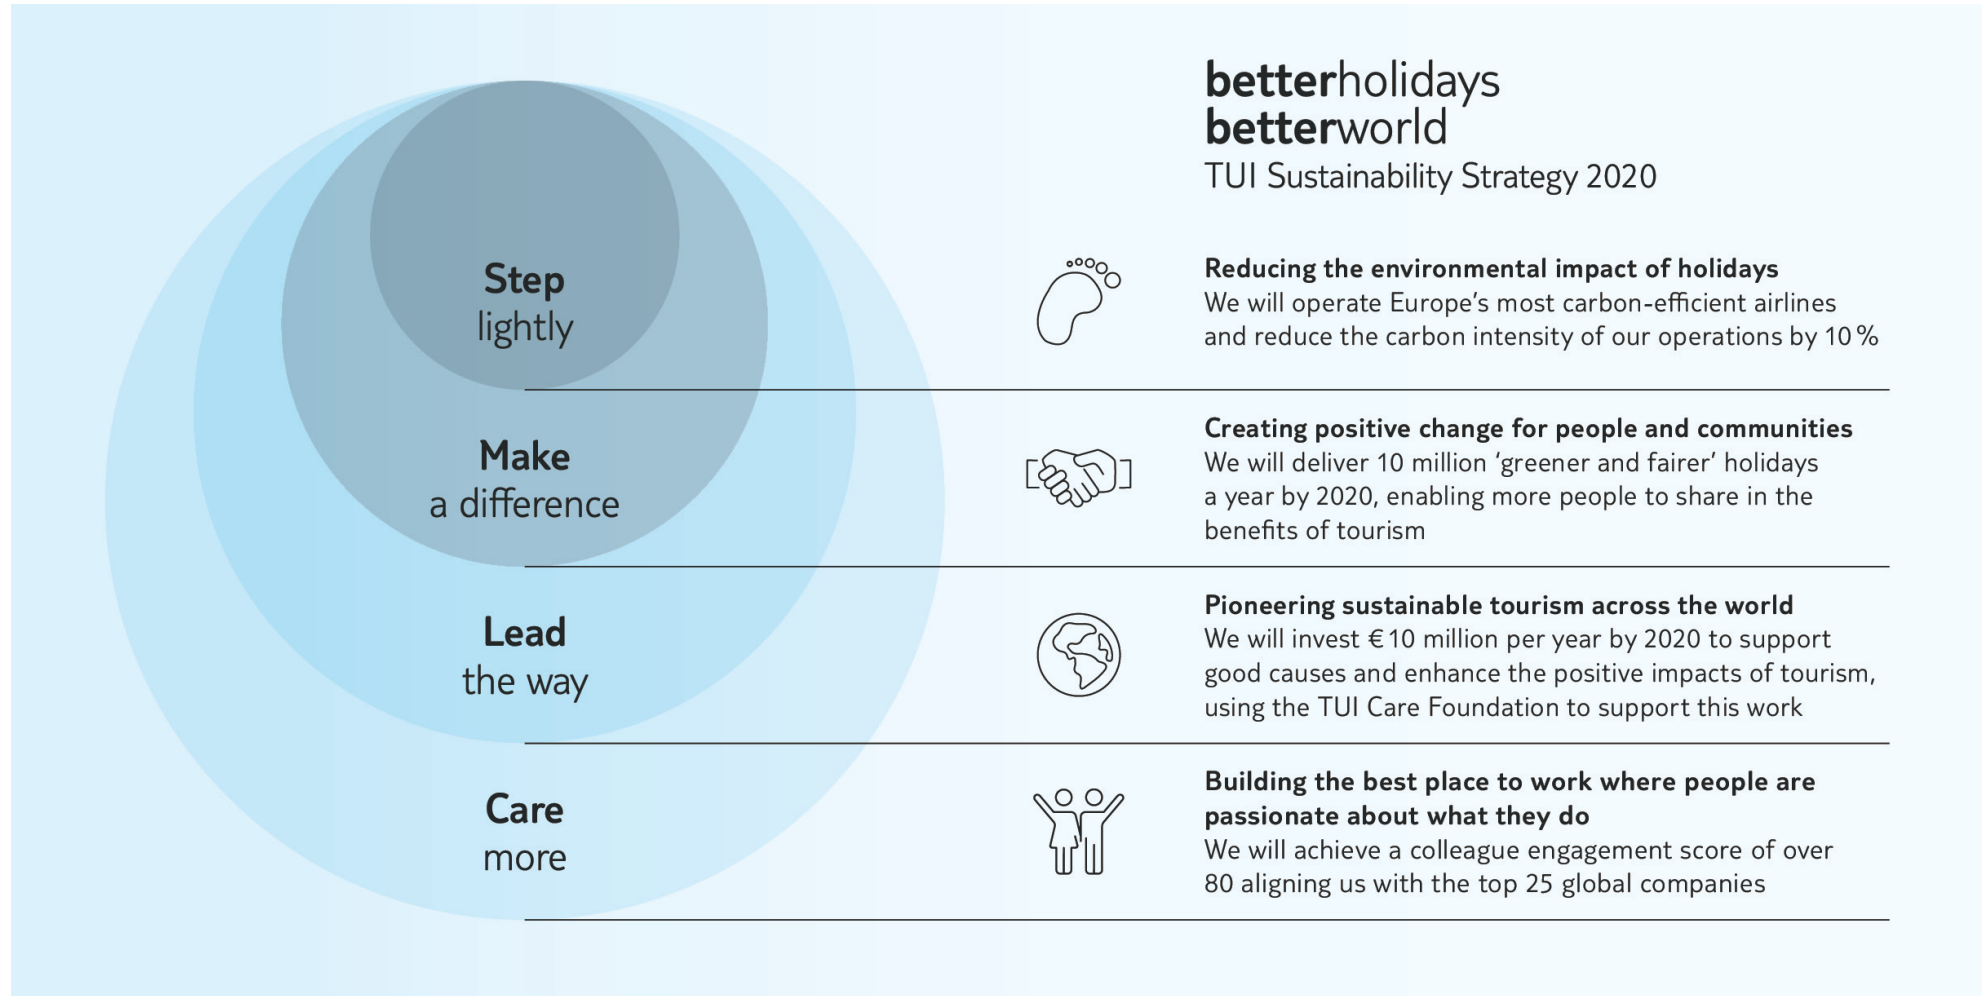 betterholidays
betterworld
TUI Sustainability Strategy 2020
Step
lightly
Reducing the environmental impact of holidays
We will operate Europe’s most carbon-efficient airlines
and reduce the carbon intensity of our operations by 10 %
Make
a difference
Creating positive change for people and communities
We will deliver 10 million ‘greener and fairer’ holidays
a year by 2020, enabling more people to share in the
benefits of tourism
Lead
the way
Pioneering sustainable tourism across the world
We will invest € 10 million per year by 2020 to support
good causes and enhance the positive impacts of tourism,
using the TUI Care Foundation to support this work
Care
more
Building the best place to work where people are
passionate about what they do
We will achieve a colleague engagement score of over
80 aligning us with the top 25 global companies